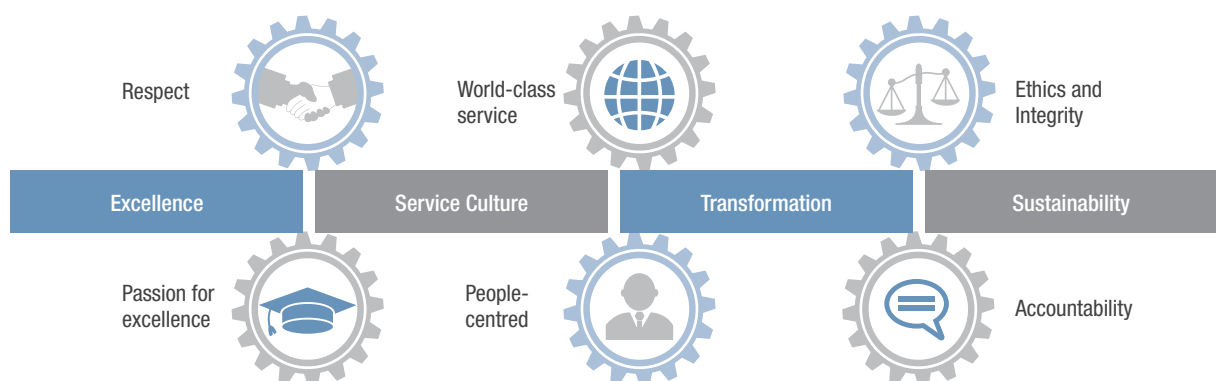 Respect
World-class
service
Ethics and
Integrity
Excellence
Service Culture
Transformation
Sustainability
Passion for
excellence
People-
centred
Accountability